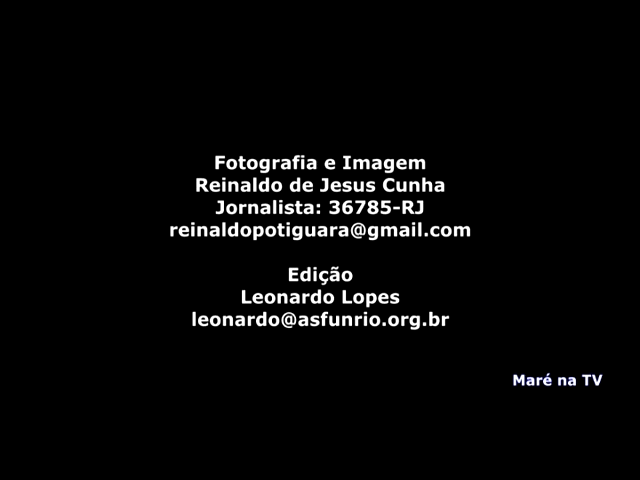 Fotografia e Imagem
Reinaldo de Jesus Cunha
Jornalista: 36785-RJ
reinaldopotiguara@gmail.com
Edição
Leonardo Lopes
leonardo@asfunrio.org.br
Maré na TV